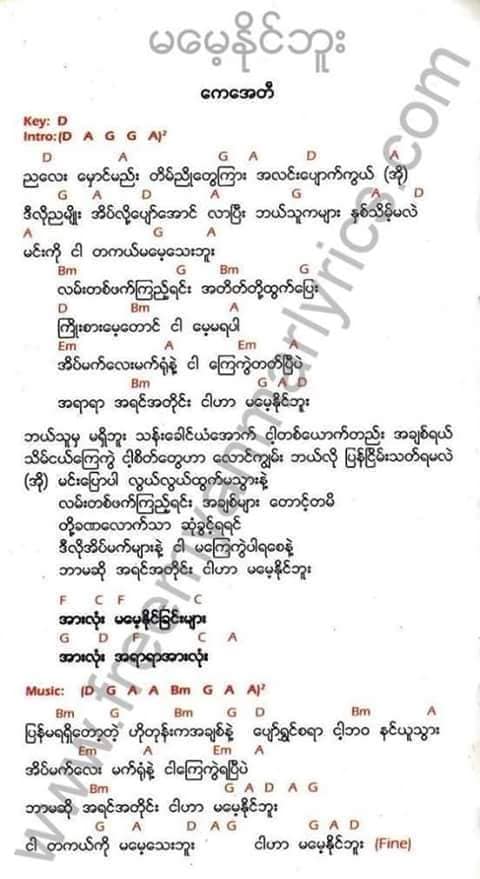 မမေ့နိုင်ဘူး
ကေအေတီ
Key: D
Intro:(D A G G A)²
D A G A D A
ညလေး မှောင်မည်း တိမ်ညိုတွေကြား အလင်းပျောက်ကွယ် (အို)
G A D A G A D
ဒီလိုညမျိုး အိပ်လို့ပျော်အောင် လာပြီး ဘယ်သူကများ နှစ်သိမ့်မလဲ
A G A
မင်းကို ငါ တကယ်မမေ့သေးဘူး
Bm G Bm G
လမ်းတစ်ဖက်ကြည့်ရင်း အတိတ်တို့ထွက်ပြေး
D Bm A
ကြိုးစားမေ့တောင် ငါ မေ့မရပါ
Em A Em A
အိပ်မက်လေးမက်ရုံနဲ့ ငါ ကြေကွဲတတ်ပြီပဲ
Bm G A D
အရာရာ အရင်အတိုင်း ငါဟာ မမေ့နိုင်ဘူး
ဘယ်သူမှ မရှိဘူး သန်းခေါင်ယံအောက် ငါ့တစ်ယောက်တည်း အချစ်ရယ်
သိမ်ငယ်ကြေကွဲ ငါ့စိတ်တွေဟာ လောင်ကျွမ်း ဘယ်လို ပြန်ငြိမ်းသတ်ရမလဲ
(အို) မင်းပြောပါ လွယ်လွယ်ထွက်မသွားနဲ့
လမ်းတစ်ဖက်ကြည့်ရင်း အချစ်များ တောင့်တမိ
တို့ခဏလောက်သာ ဆုံခွင့်ရရင်
ဒီလိုအိပ်မက်များနဲ့ ငါ မကြေကွဲပါရစေနဲ့
ဘာမဆို အရင်အတိုင်း ငါဟာ မမေ့နိုင်ဘူး
F C F C
အားလုံး မမေ့နိုင်ခြင်းများ
G D F C A
အားလုံး အရာရာအားလုံး
Music: (D G A A Bm G A A)²
Bm G Bm G D Bm A
ပြန်မရရှိတော့တဲ့ ဟိုတုန်းကအချစ်နဲ့ ပျော်ရွှင်စရာ ငါ့ဘဝ နင်ယူသွား
Em A Em A
အိပ်မက်လေး မက်ရုံနဲ့ ငါကြေကွဲရပြီပဲ
Bm G A D A G
ဘာမဆို အရင်အတိုင်း ငါဟာ မမေ့နိုင်ဘူး
G A D A G G A D
ငါ တကယ်ကို မမေ့သေးဘူး ငါဟာ မမေ့နိုင်ဘူး (Fine)
www.freemyanmarlyrics.com